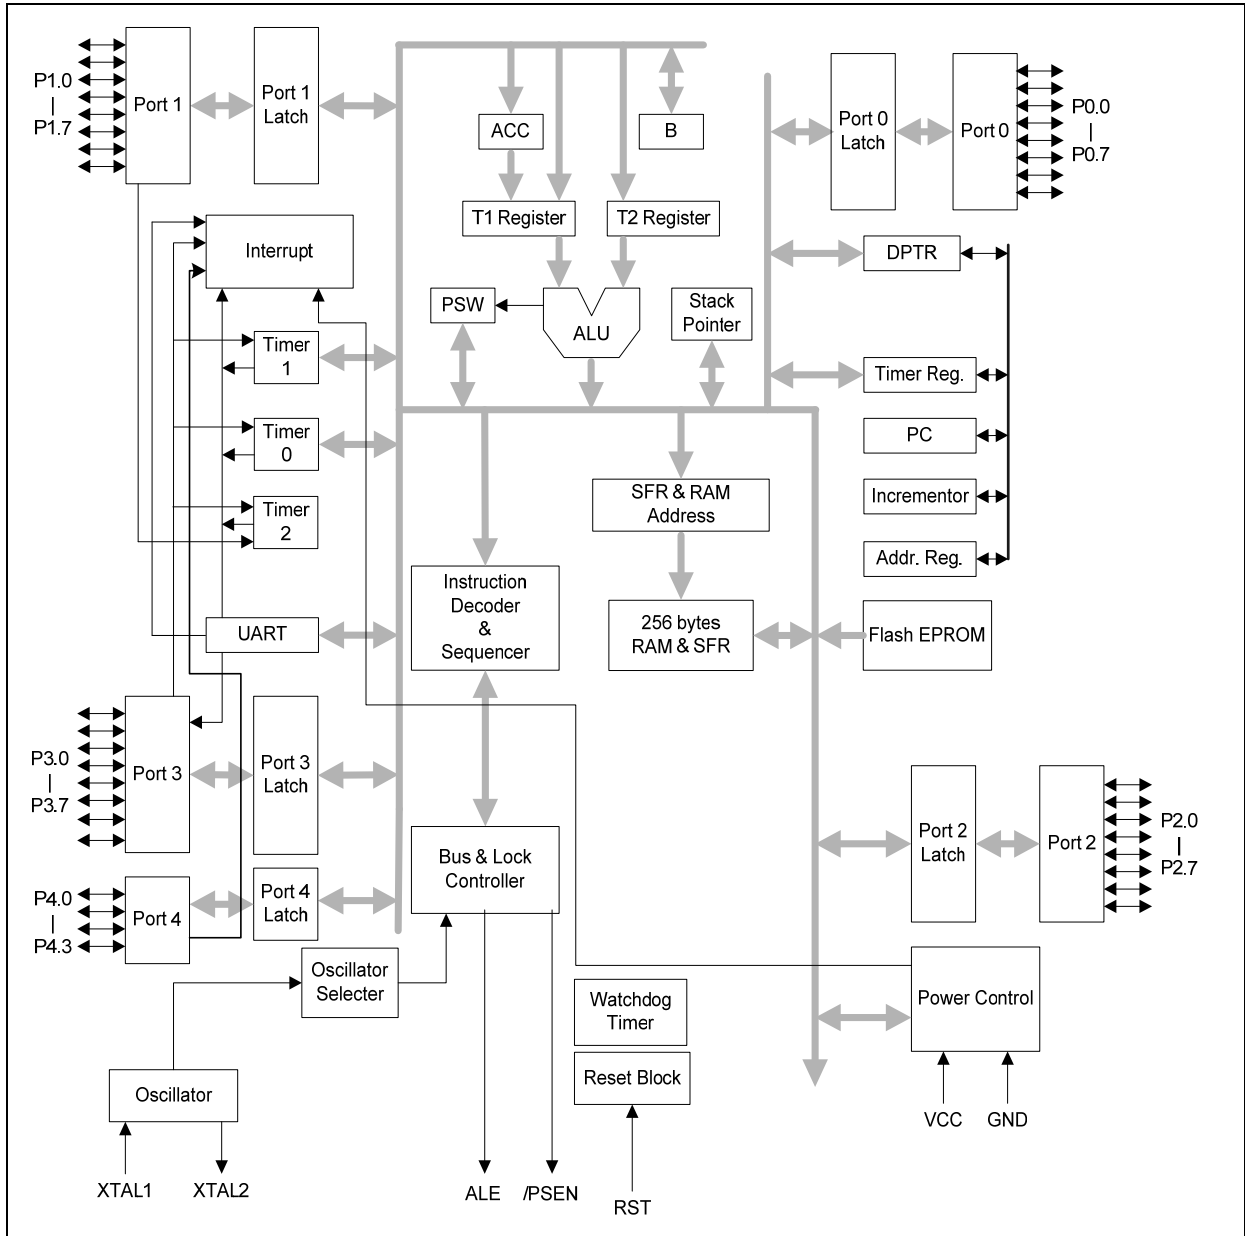 P1.0
|
P1.7
Port 1
Port 1
Latch
ACC
B
Port 0
Latch
Port 0
P0.0
|
P0.7
T1 Register
T2 Register
Interrupt
DPTR
PSW
ALU
Stack
Pointer
Timer
1
Timer Reg.
Timer
0
PC
Timer
2
SFR & RAM
Address
Incrementor
Addr. Reg.
Instruction
Decoder
&
Sequencer
UART
256 bytes
RAM & SFR
Flash EPROM
P3.0
|
P3.7
Port 3
Port 3
Latch
Bus & Lock
Controller
Port 2
Latch
Port 2
P2.0
|
P2.7
P4.0
|
P4.3
Port 4
Port 4
Latch
Oscillator
Selecter
Watchdog
Timer
Power Control
Reset Block
Oscillator
VCC
GND
XTAL1
XTAL2
ALE
/PSEN
RST